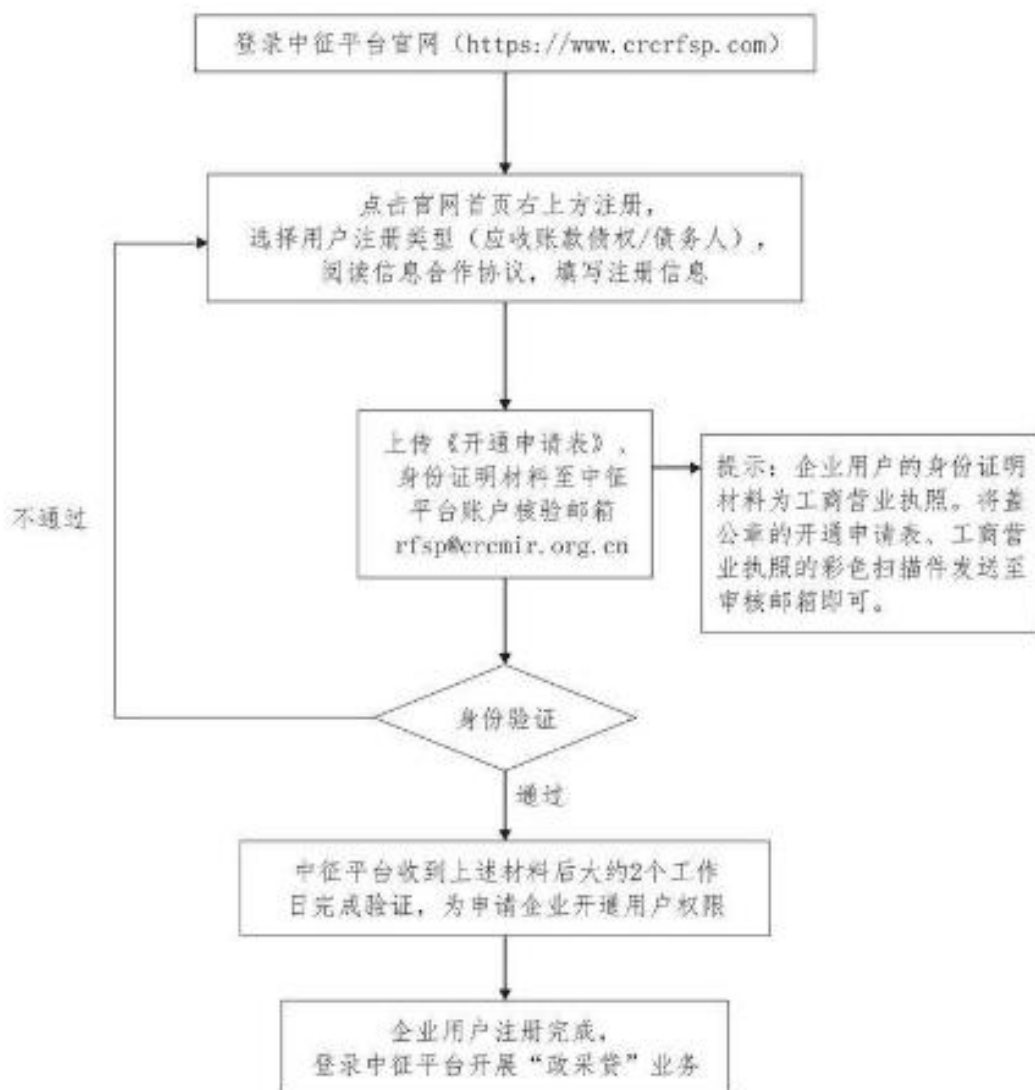 登录中征平台官网（https://www.crcrfsp.com）
点击官网首页右上方注册，
选择用户注册类型（应收账款债权/债务人），
阅读信息合作协议，填写注册信息
上传《开通申请表》、
身份证明材料至中征
平台账户核验邮箱
rfsp@crcmir.org.cn
提示：企业用户的身份证明
材料为工商营业执照。将盖
公章的开通申请表、工商营
业执照的彩色扫描件发送至
审核邮箱即可。
不通过
身份验证
通过
中征平台收到上述材料后大约2个工作
日完成验证，为申请企业开通用户权限
企业用户注册完成，
登录中征平台开展“政采贷”业务